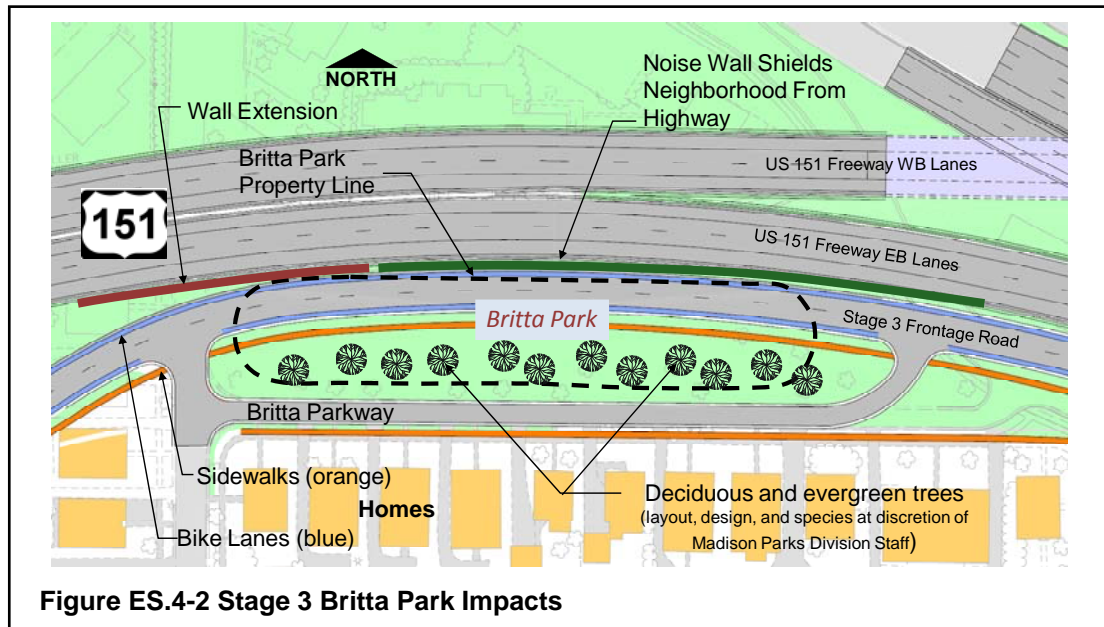 NORTH
Noise Wall Shields
Neighborhood From
Highway
Wall Extension
Britta Park
Property Line
US 151 Freeway WB Lanes
151
US 151 Freeway EB Lanes
Britta Park
Stage 3 Frontage Road
Britta Parkway
Sidewalks (orange)
Homes
Bike Lanes (blue)
Deciduous and evergreen trees
(layout, design, and species at discretion of
Madison Parks Division Staff)
Figure ES.4-2 Stage 3 Britta Park Impacts